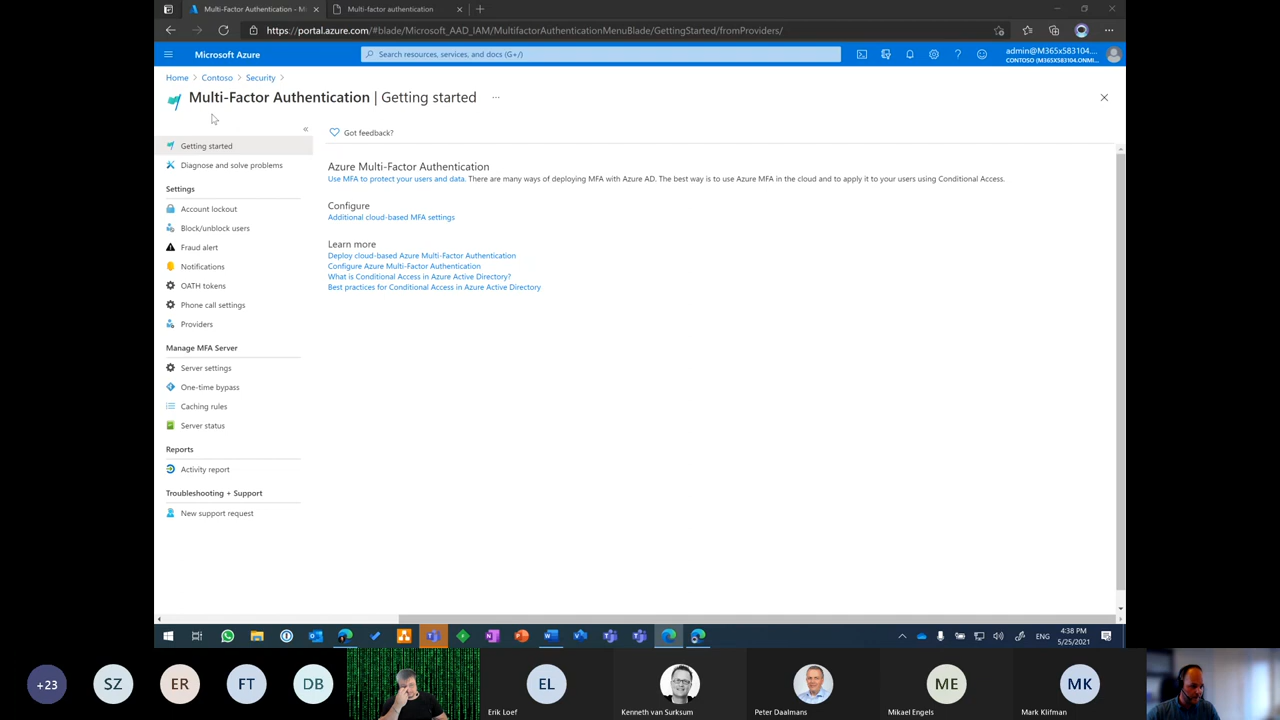 Multi-Factor Authentication - Mi
Multi-factor authentication
https://portal.azure.com/#blade/Microsoft_AAD_IAM/MultifactorAuthenticationMenuBlade/GettingStarted/fromProviders/
Microsoft Azure
Search resources, services, and docs (G+/)
admin@M365x583104....
CONTOSO (M365X583104.ONMI...
Home > Contoso > Security >
Multi-Factor Authentication | Getting started ...
«
Got feedback?
Getting started
Diagnose and solve problems
Settings
Account lockout
Block/unblock users
Fraud alert
Notifications
OATH tokens
Phone call settings
Providers
Manage MFA Server
Server settings
One-time bypass
Caching rules
Server status
Reports
Activity report
Troubleshooting + Support
New support request
Azure Multi-Factor Authentication
Use MFA to protect your users and data. There are many ways of deploying MFA with Azure AD. The best way is to use Azure MFA in the cloud and to apply it to your users using Conditional Access.
Configure
Additional cloud-based MFA settings
Learn more
Deploy cloud-based Azure Multi-Factor Authentication
Configure Azure Multi-Factor Authentication
What is Conditional Access in Azure Active Directory?
Best practices for Conditional Access in Azure Active Directory
ENG
4:38 PM
5/25/2021
+23
SZ
ER
FT
DB
EL
ME
MK
Erik Loef
Kenneth van Surksum
Peter Daalmans
Mikael Engels
Mark Klifman